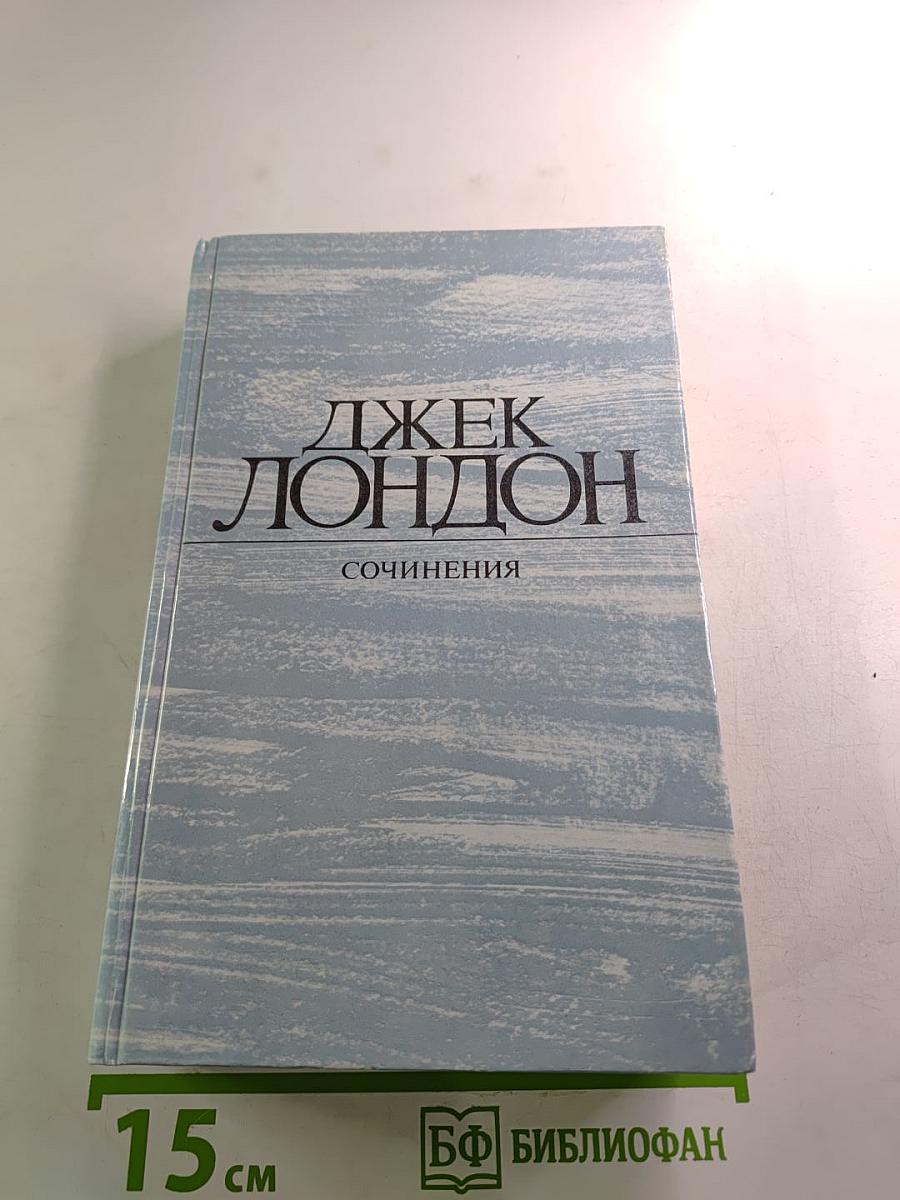 ДЖЕК
ЛОНДОН
СОЧИНЕНИЯ
15 см
БФ БИБЛИОФАН